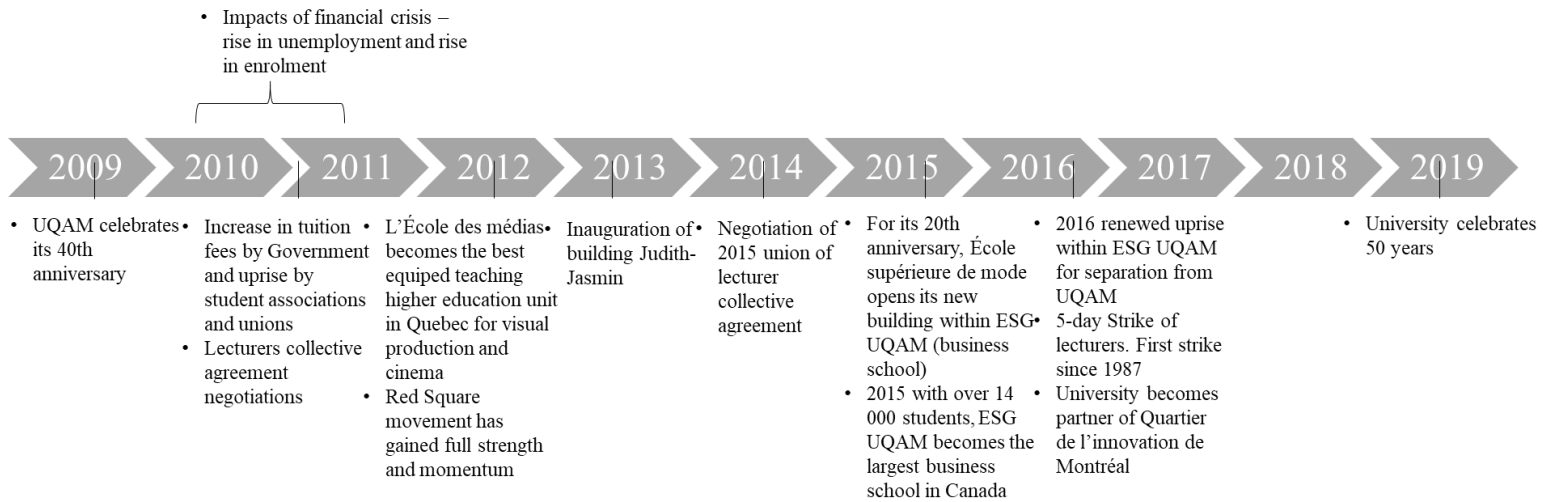 • Impacts of financial crisis –
rise in unemployment and rise
in enrolment
2009
2010
2011
2012
2013
2014
2015
2016
2017
2018
2019
• UQAM celebrates
its 40th
anniversary
• Increase in tuition
fees by Government
and uprise by
student associations
and unions
• Lecturers collective
agreement
negotiations
• L’École des médias
becomes the best
equiped teaching
higher education unit
in Quebec for visual
production and
cinema
• Red Square
movement has
gained full strength
and momentum
• Inauguration of
building Judith-
Jasmin
• Negotiation of
2015 union of
lecturer
collective
agreement
• For its 20th
anniversary, École
supérieure de mode
opens its new
building within ESG
UQAM (business
school)
• 2015 with over 14
000 students, ESG
UQAM becomes the
largest business
school in Canada
• 2016 renewed uprise
within ESG UQAM
for separation from
UQAM
• 5-day Strike of
lecturers. First strike
since 1987
• University becomes
partner of Quartier
de l’innovation de
Montréal
• University celebrates
50 years